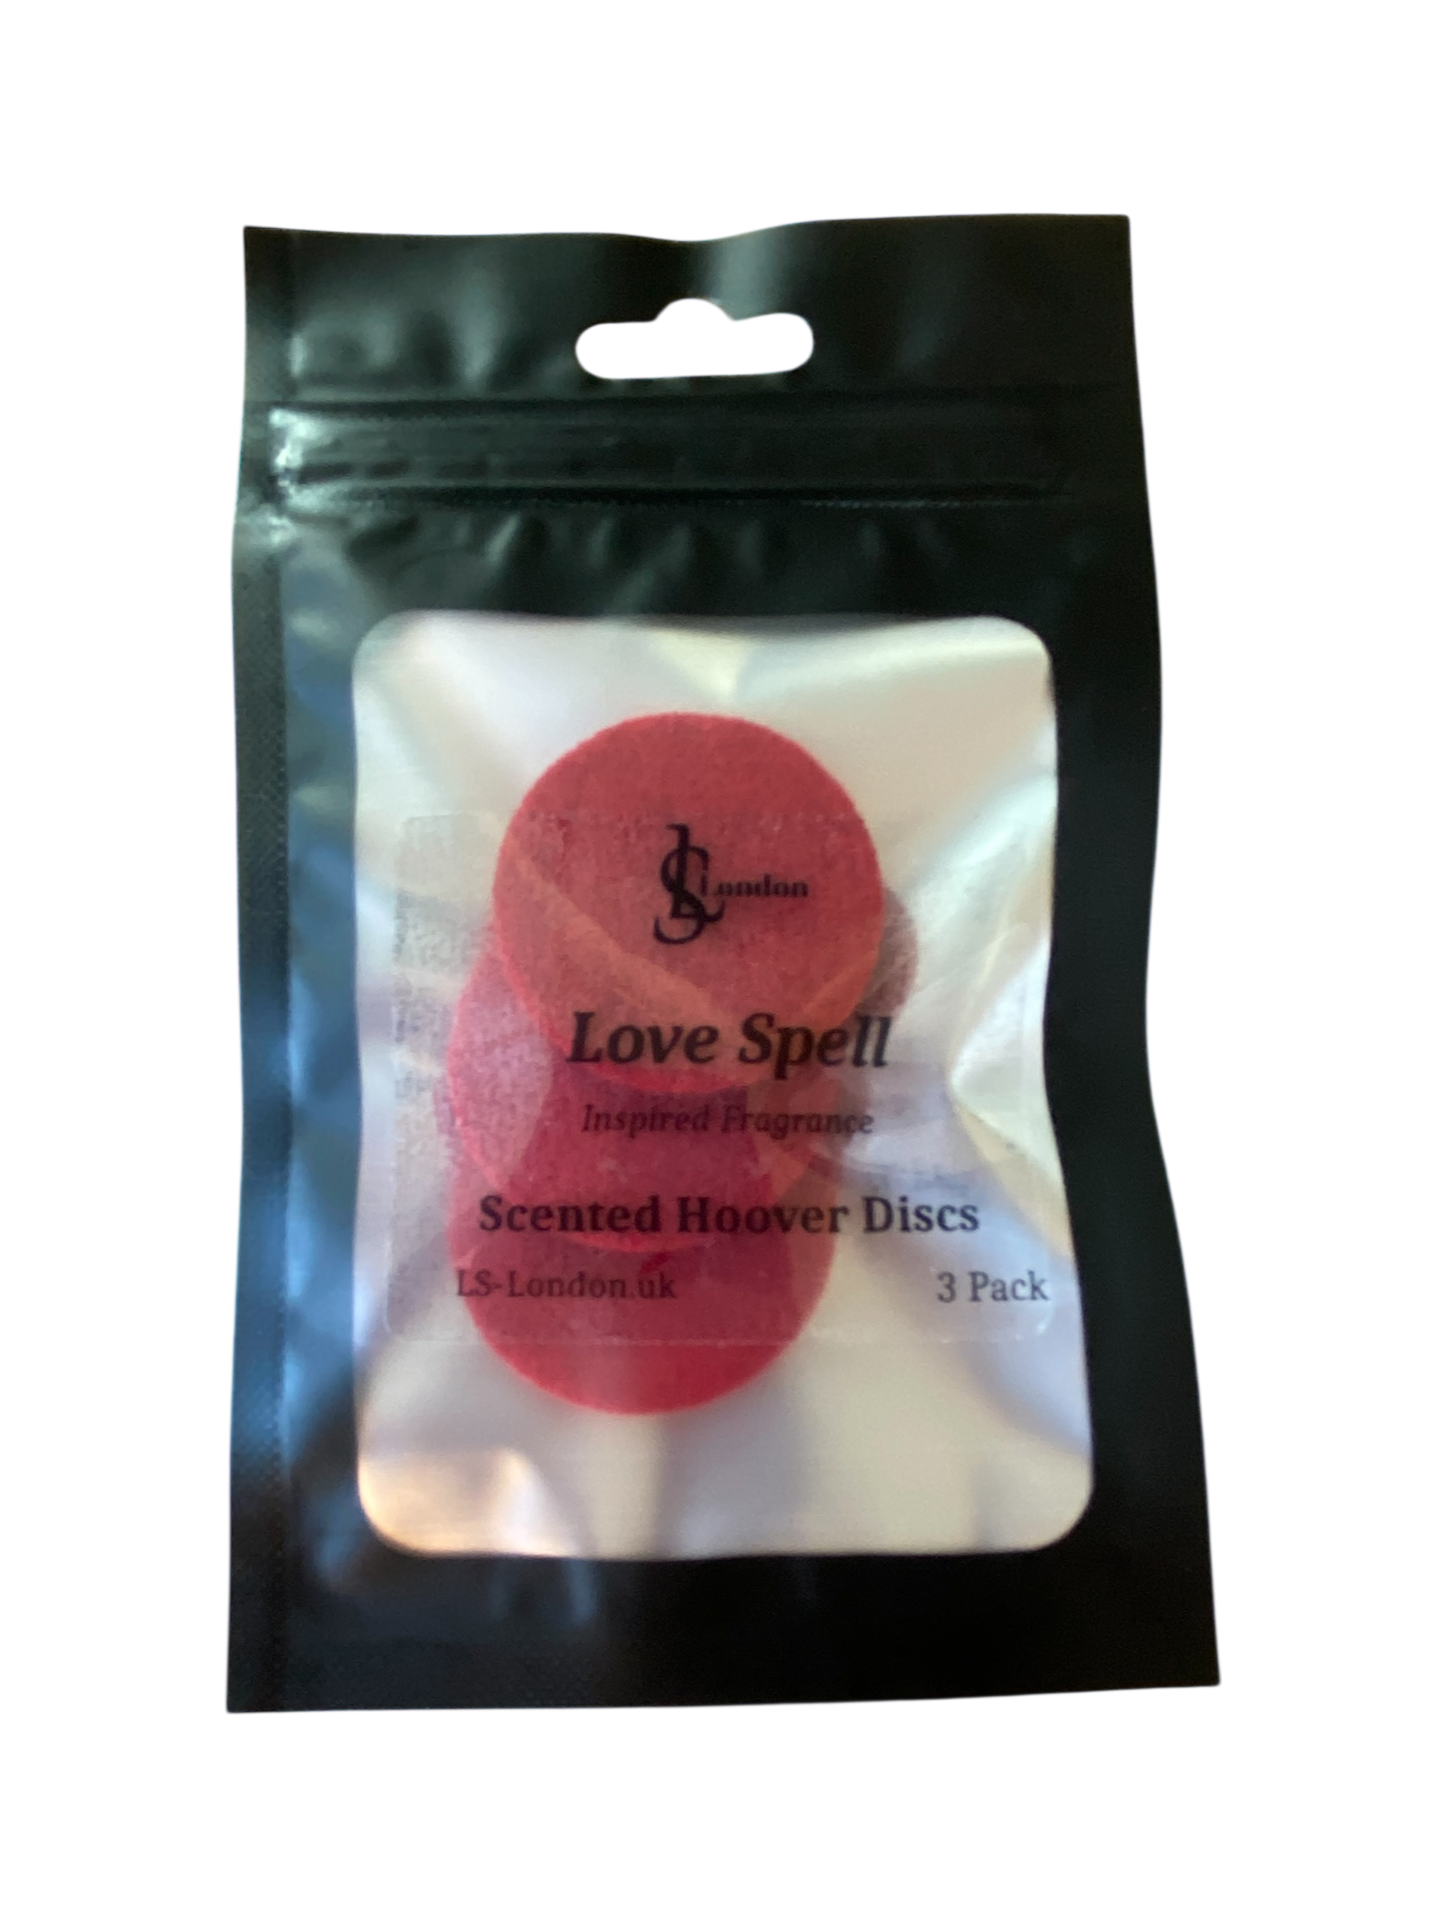 LS London
Love Spell
Inspired Fragrance
Scented Hoover Discs
LS-London.uk 3 Pack